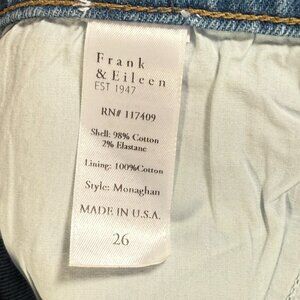 Frank
& Eileen
EST 1947
RN# 117409
Shell: 98% Cotton
2% Elastane
Lining: 100%Cotton
Style: Monaghan
MADE IN U.S.A.
26